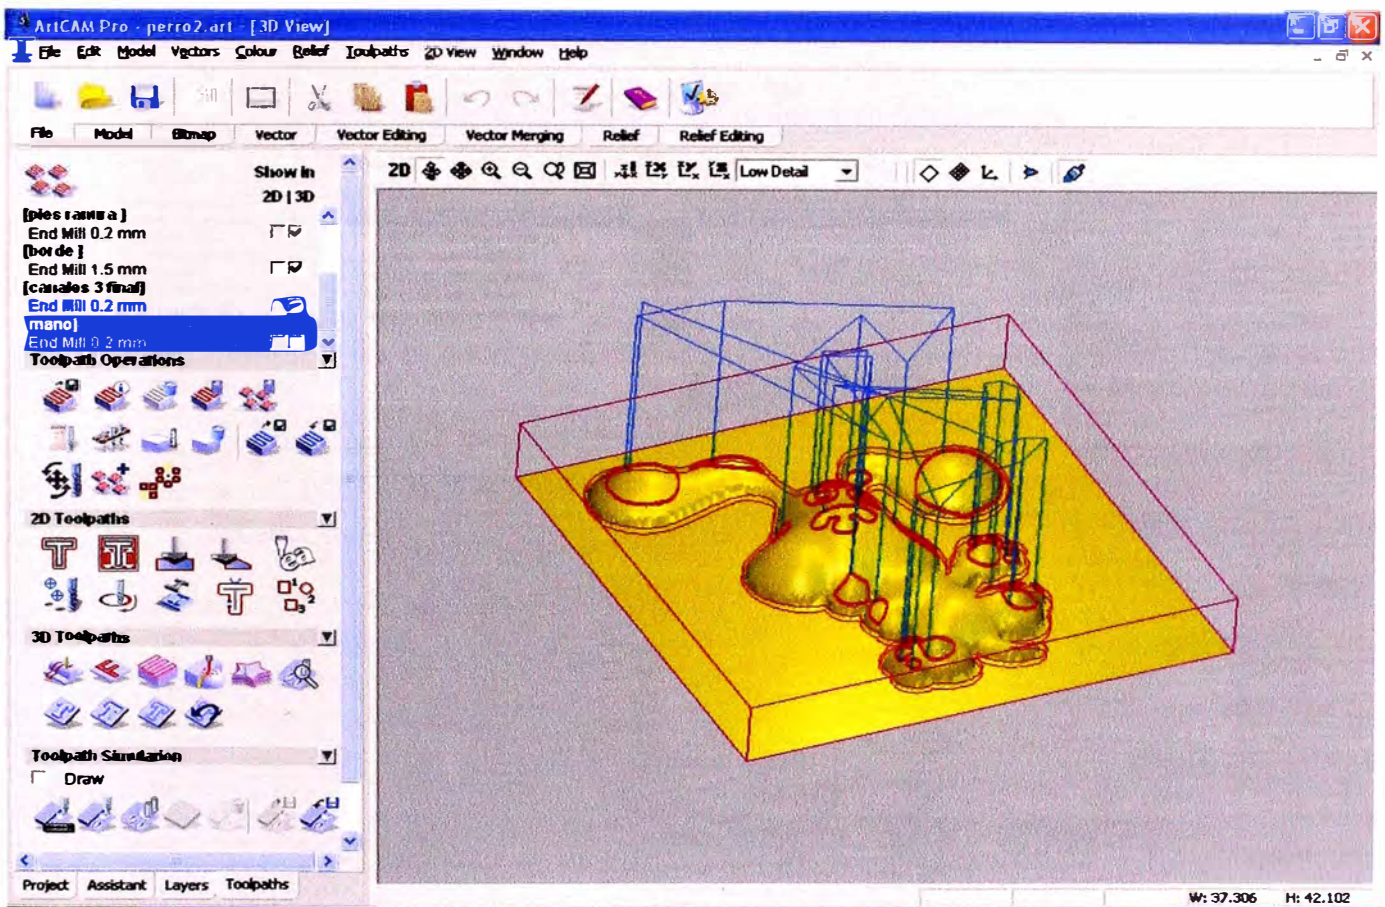 ArtCAM Pro - perro2.art - [3D View]
File Edit Model Vectors Colour Relief Toolpaths 2D View Window Help
File Model Bitmap Vector Vector Editing Vector Merging Relief Relief Editing
Show in
2D | 3D
2D Low Detail
[pies ranura ]
End Mill 0.2 mm
[borde ]
End Mill 1.5 mm
[canales 3 final]
End Mill 0.2 mm
mano]
End Mill 0.2 mm
Toolpath Operations
2D Toolpaths
3D Toolpaths
Toolpath Simulation
Draw
Project Assistant Layers Toolpaths
W: 37.306 H: 42.102